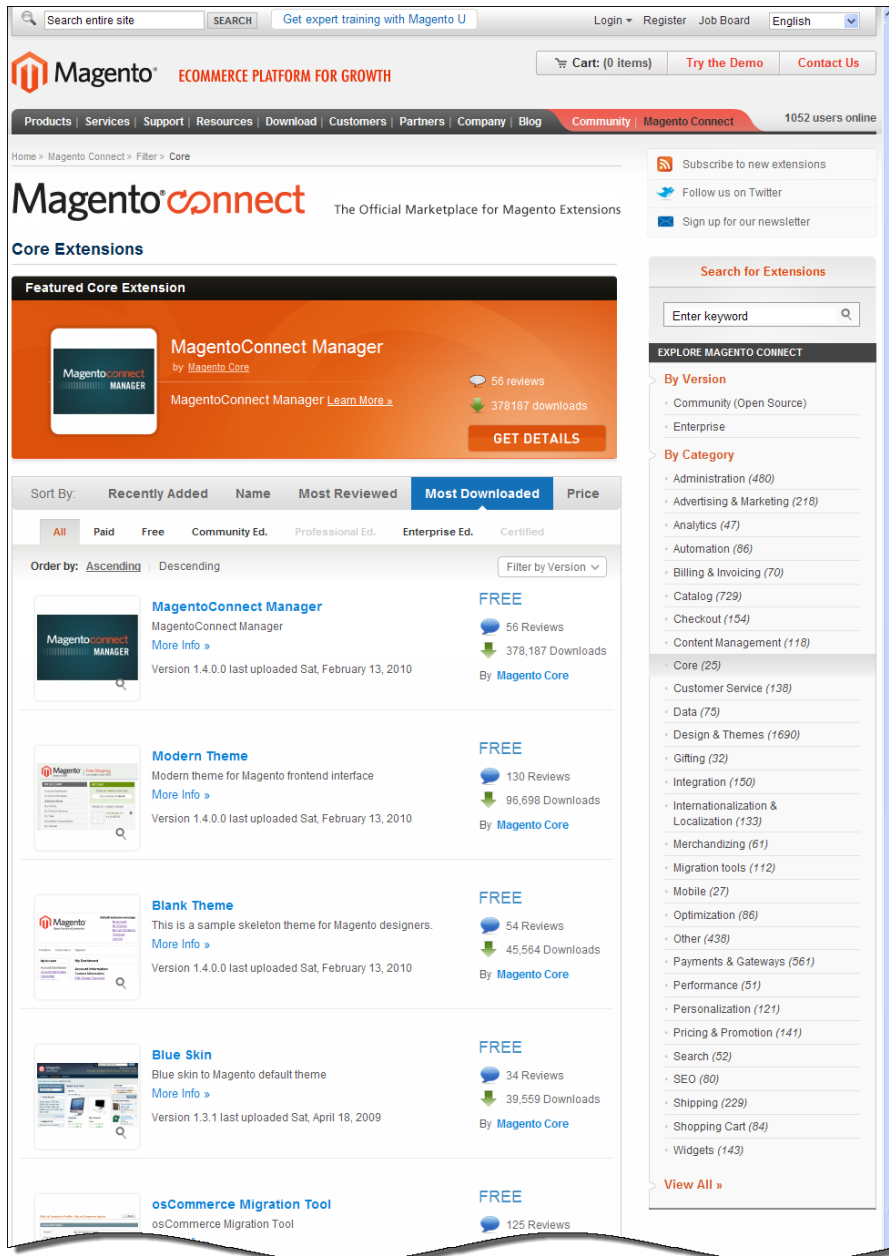 Search entire site SEARCH Get expert training with Magento U Login Register Job Board English
Magento® ECOMMERCE PLATFORM FOR GROWTH Cart: (0 items) Try the Demo Contact Us
Products | Services | Support | Resources | Download | Customers | Partners | Company | Blog Community | Magento Connect 1052 users online
Home » Magento Connect » Filter » Core
Magento® connect The Official Marketplace for Magento Extensions
Core Extensions
Featured Core Extension
Magentoconnect
MANAGER
MagentoConnect Manager
by Magento Core
MagentoConnect Manager Learn More »
56 reviews
378187 downloads
GET DETAILS
Sort By: Recently Added Name Most Reviewed Most Downloaded Price
All Paid Free Community Ed. Professional Ed. Enterprise Ed. Certified
Order by: Ascending | Descending Filter by Version
Magentoconnect
MANAGER
MagentoConnect Manager
MagentoConnect Manager
More Info »
Version 1.4.0.0 last uploaded Sat, February 13, 2010
FREE
56 Reviews
378,187 Downloads
By Magento Core
Magento
Modern Theme
Modern theme for Magento frontend interface
More Info »
Version 1.4.0.0 last uploaded Sat, February 13, 2010
FREE
130 Reviews
96,698 Downloads
By Magento Core
Magento
Blank Theme
This is a sample skeleton theme for Magento designers.
More Info »
Version 1.4.0.0 last uploaded Sat, February 13, 2010
FREE
54 Reviews
45,564 Downloads
By Magento Core
Blue Skin
Blue skin to Magento default theme
More Info »
Version 1.3.1 last uploaded Sat, April 18, 2009
FREE
34 Reviews
39,559 Downloads
By Magento Core
osCommerce Migration Tool
osCommerce Migration Tool
FREE
125 Reviews
Subscribe to new extensions
Follow us on Twitter
Sign up for our newsletter
Search for Extensions
Enter keyword
EXPLORE MAGENTO CONNECT
By Version
Community (Open Source)
Enterprise
By Category
Administration (480)
Advertising & Marketing (218)
Analytics (47)
Automation (86)
Billing & Invoicing (70)
Catalog (729)
Checkout (154)
Content Management (118)
Core (25)
Customer Service (138)
Data (75)
Design & Themes (1690)
Gifting (32)
Integration (150)
Internationalization &
Localization (133)
Merchandizing (61)
Migration tools (112)
Mobile (27)
Optimization (86)
Other (438)
Payments & Gateways (561)
Performance (51)
Personalization (121)
Pricing & Promotion (141)
Search (52)
SEO (80)
Shipping (229)
Shopping Cart (84)
Widgets (143)
View All »